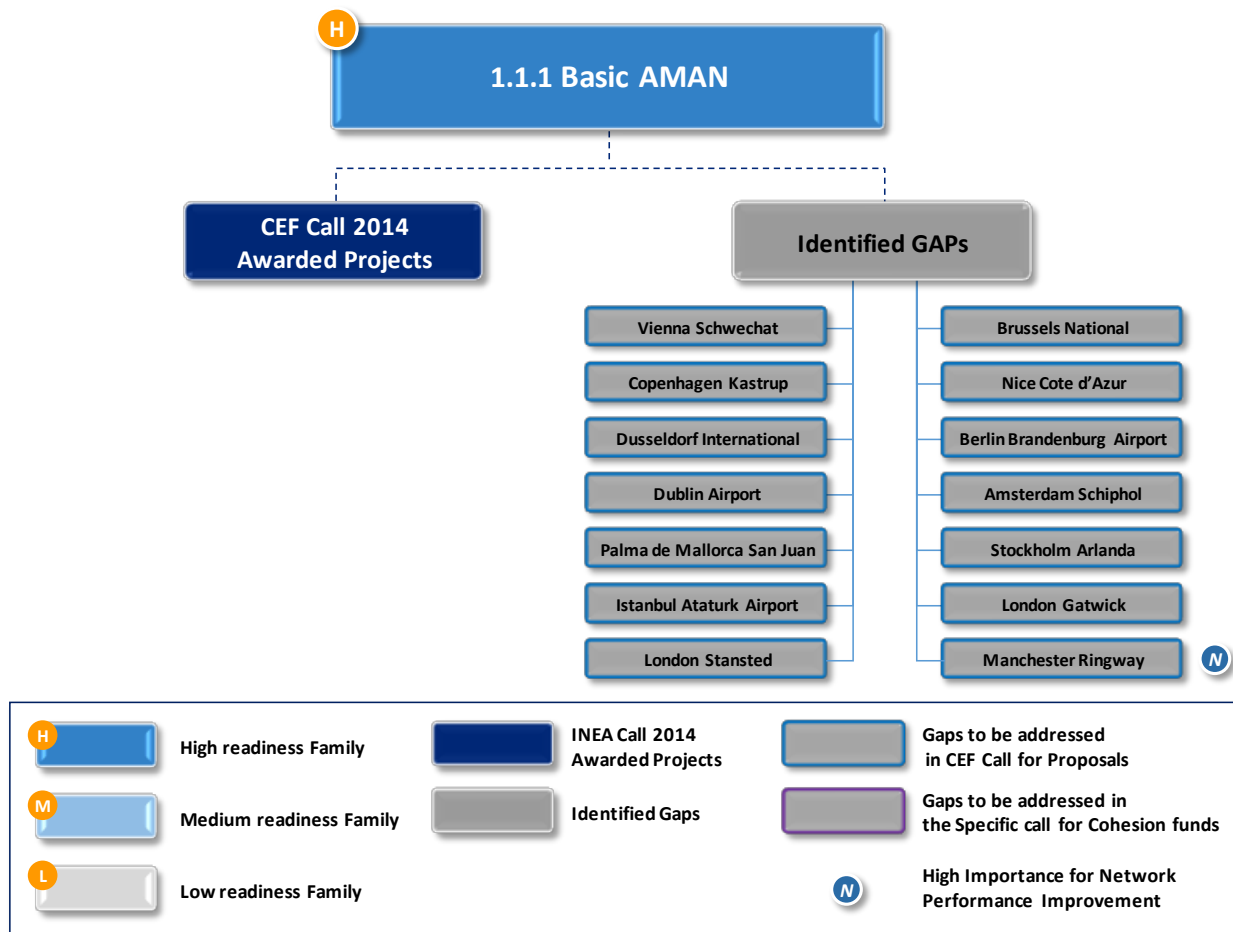 H
1.1.1 Basic AMAN
CEF Call 2014
Awarded Projects
Identified GAPs
Vienna Schwechat
Brussels National
Copenhagen Kastrup
Nice Cote d'Azur
Dusseldorf International
Berlin Brandenburg Airport
Dublin Airport
Amsterdam Schiphol
Palma de Mallorca San Juan
Stockholm Arlanda
Istanbul Ataturk Airport
London Gatwick
London Stansted
Manchester Ringway
N
H
High readiness Family
INEA Call 2014
Awarded Projects
Gaps to be addressed
in CEF Call for Proposals
M
Medium readiness Family
Identified Gaps
Gaps to be addressed in
the Specific call for Cohesion funds
L
Low readiness Family
N
High Importance for Network
Performance Improvement